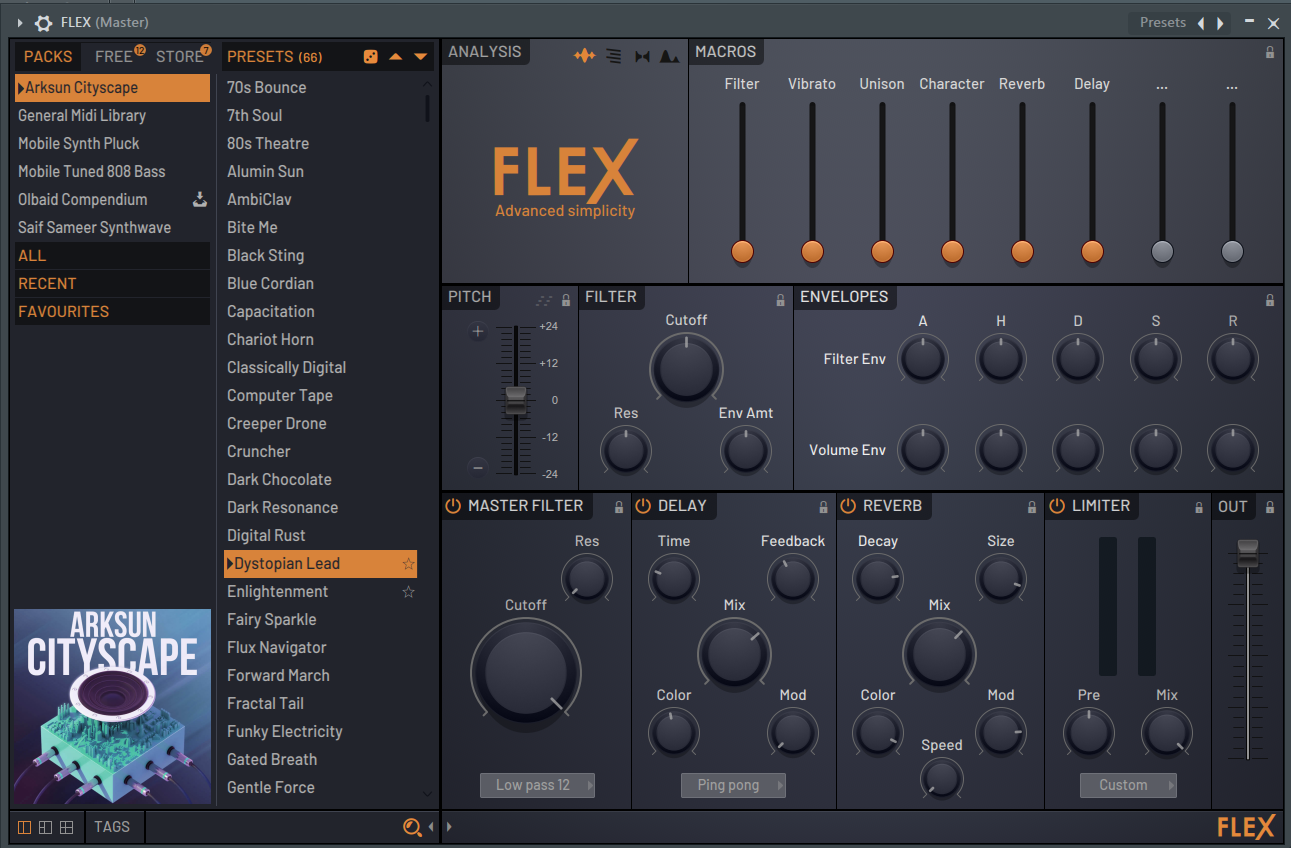 FLEX (Master)
Presets
PACKS
FREE 12
STORE 7
PRESETS (66)
Arksun Cityscape
General Midi Library
Mobile Synth Pluck
Mobile Tuned 808 Bass
Olbaid Compendium
Saif Sameer Synthwave
ALL
RECENT
FAVOURITES
70s Bounce
7th Soul
80s Theatre
Alumin Sun
AmbiClav
Bite Me
Black Sting
Blue Cordian
Capacitation
Chariot Horn
Classically Digital
Computer Tape
Creeper Drone
Cruncher
Dark Chocolate
Dark Resonance
Digital Rust
Dystopian Lead
Enlightenment
Fairy Sparkle
Flux Navigator
Forward March
Fractal Tail
Funky Electricity
Gated Breath
Gentle Force
ARKSUN
CITYSCAPE
TAGS
ANALYSIS
FLEX
Advanced simplicity
MACROS
Filter Vibrato Unison Character Reverb Delay ... ...
PITCH
+24
+12
0
-12
-24
FILTER
Cutoff
Res Env Amt
ENVELOPES
A H D S R
Filter Env
Volume Env
MASTER FILTER
Res
Cutoff
Low pass 12
DELAY
Time Feedback
Mix
Color Mod
Ping pong
REVERB
Decay Size
Mix
Color Mod
Speed
LIMITER
Pre Mix
Custom
OUT
FLEX